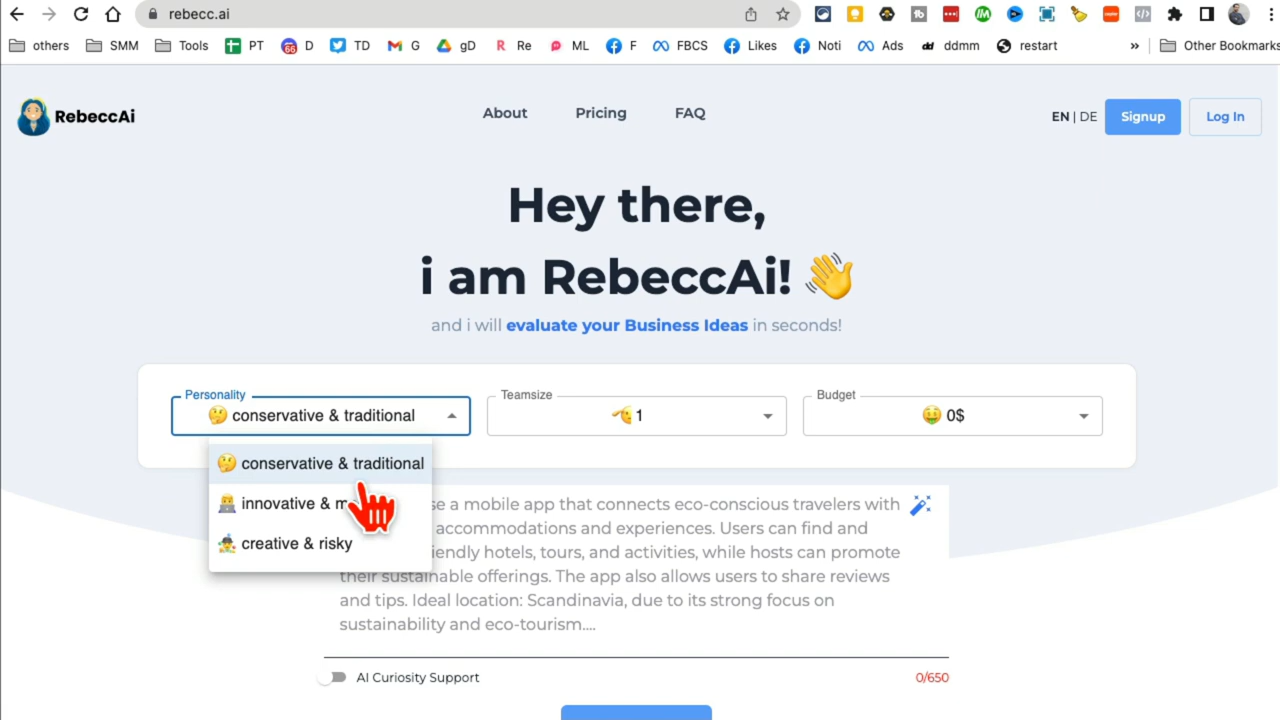 rebecc.ai
others SMM Tools PT D TD G gD Re ML F FBCS Likes Noti Ads ddmm restart » Other Bookmarks
RebeccAi
About Pricing FAQ
EN | DE Signup Log In
Hey there,
i am RebeccAi!
and i will evaluate your Business Ideas in seconds!
Personality Teamsize Budget
conservative & traditional 1 0$
conservative & traditional
innovative & m
creative & risky
a mobile app that connects eco-conscious travelers with
accommodations and experiences. Users can find and
hotels, tours, and activities, while hosts can promote
their sustainable offerings. The app also allows users to share reviews
and tips. Ideal location: Scandinavia, due to its strong focus on
sustainability and eco-tourism....
AI Curiosity Support 0/650